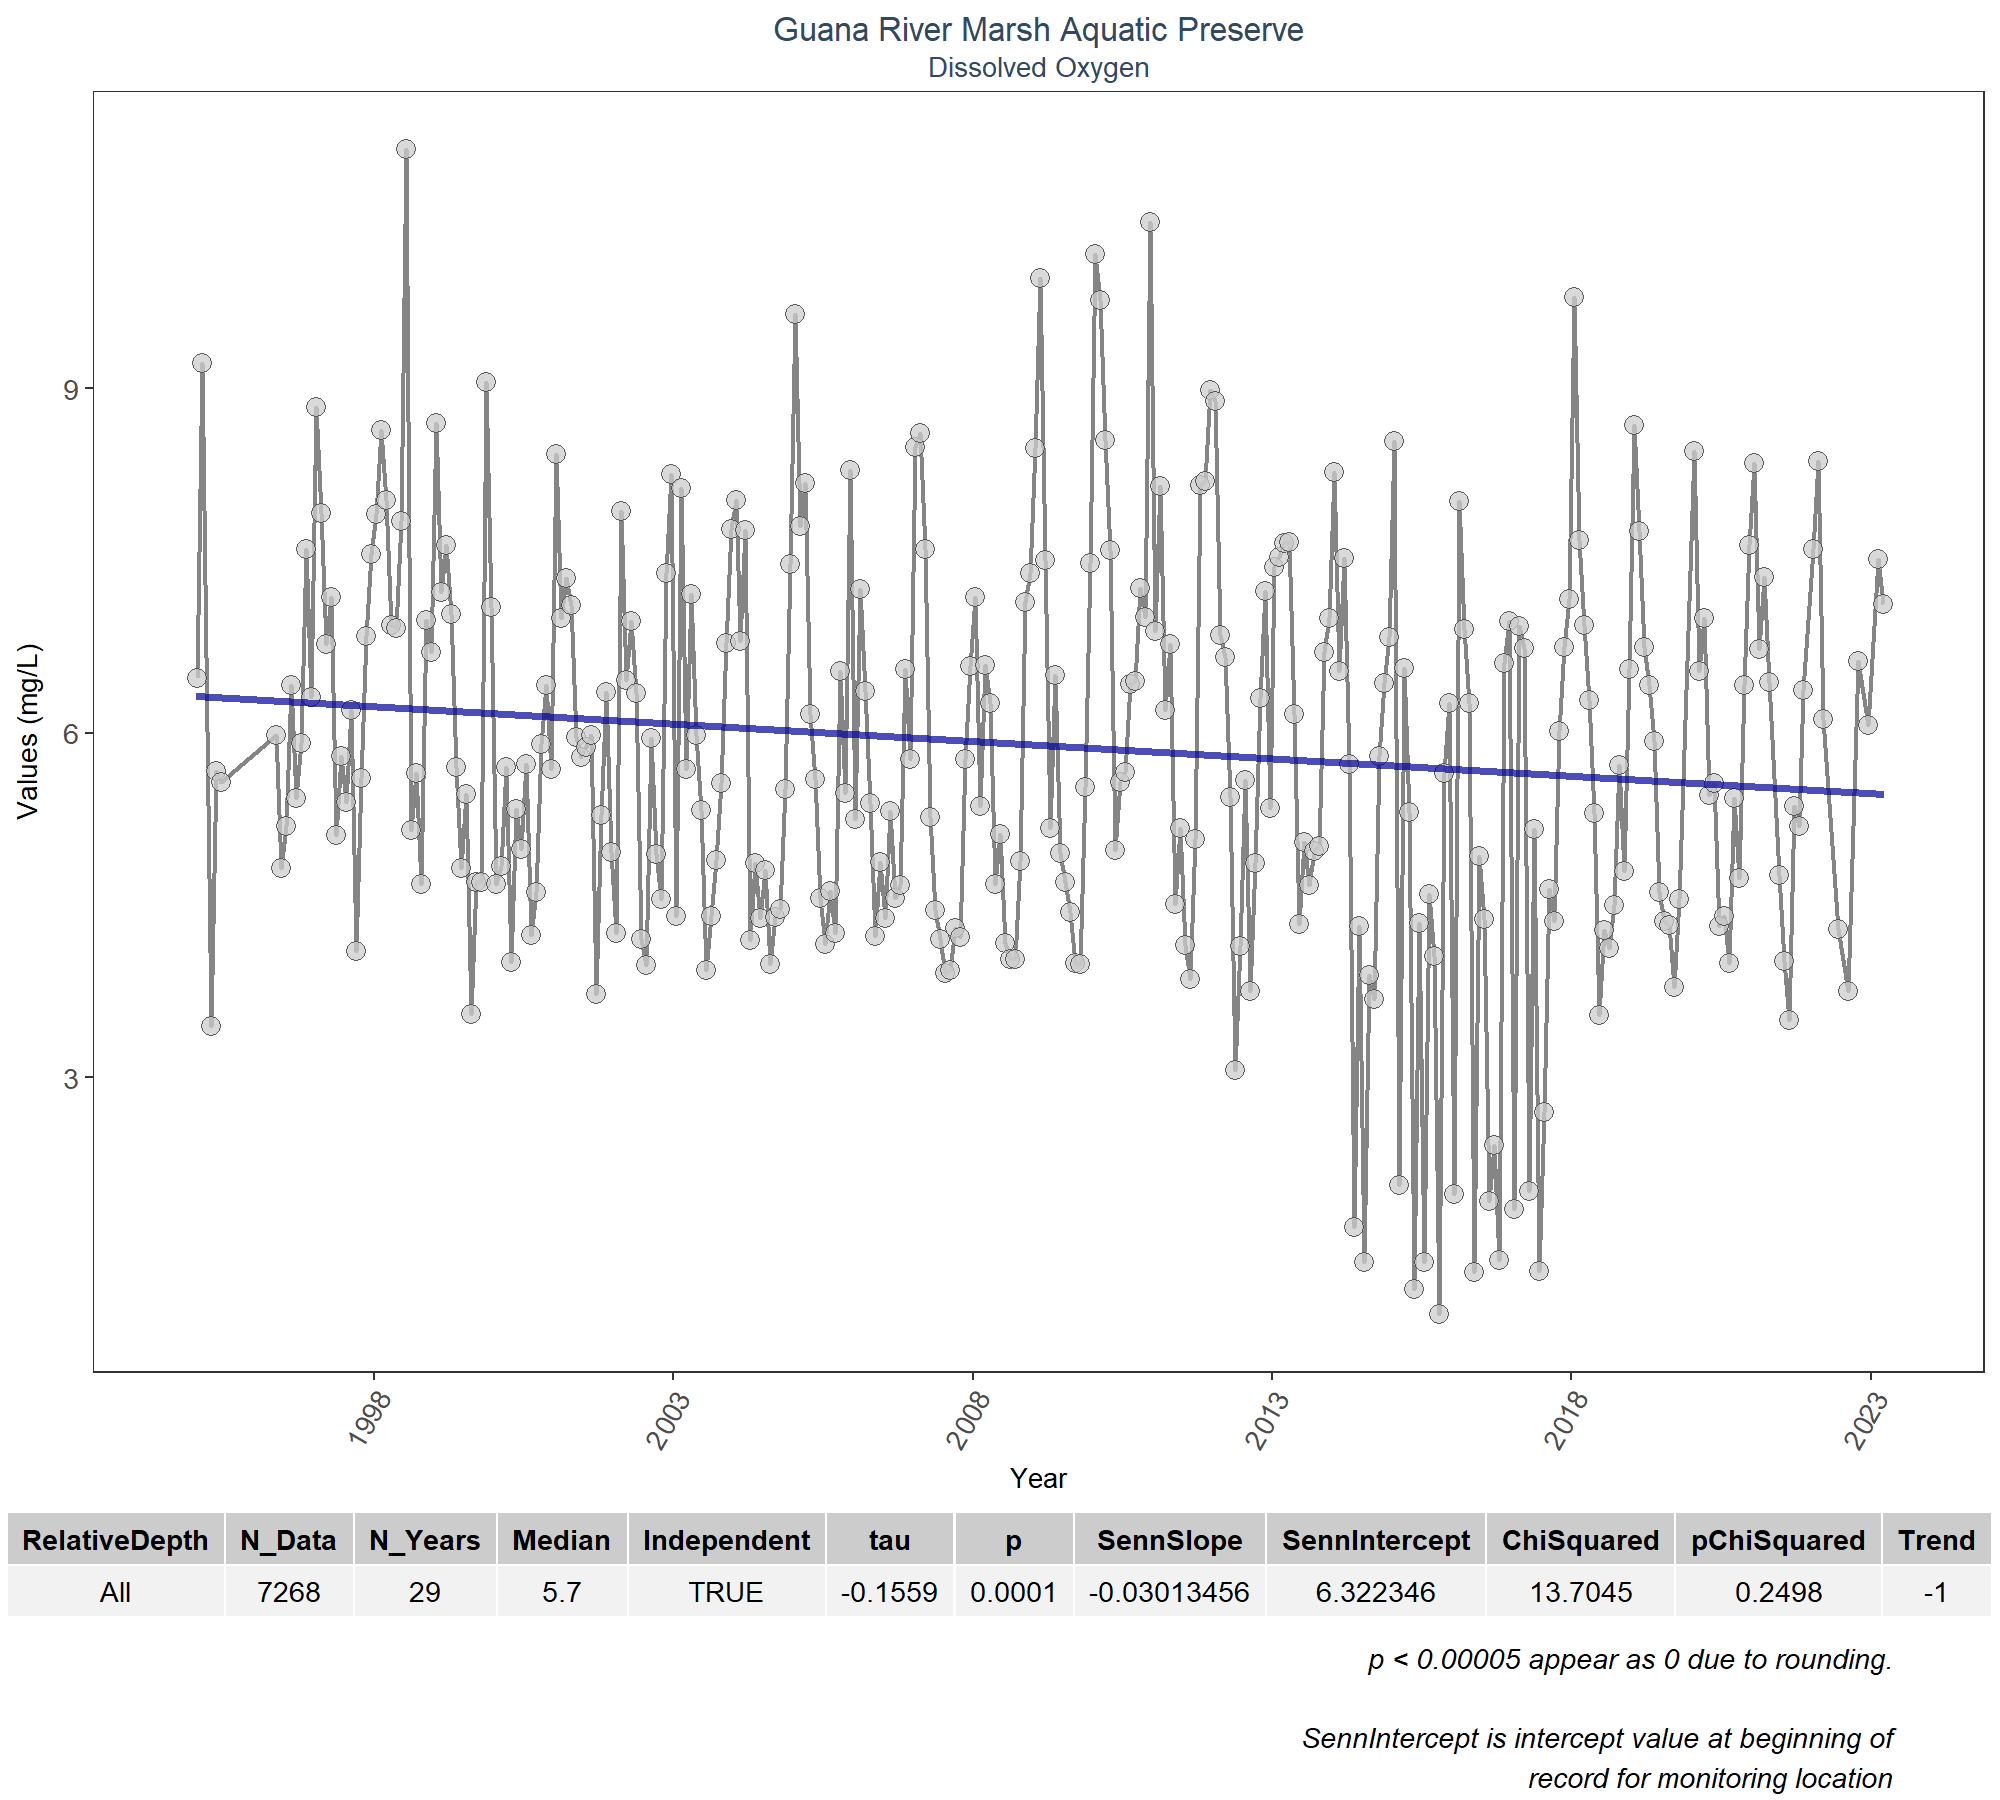 Guana River Marsh Aquatic Preserve
Dissolved Oxygen
Values (mg/L)
9
6
3
1998
2003
2008
2013
2018
2023
Year
RelativeDepth N_Data N_Years Median Independent tau p SennSlope SennIntercept ChiSquared pChiSquared Trend
All 7268 29 5.7 TRUE -0.1559 0.0001 -0.03013456 6.322346 13.7045 0.2498 -1
p < 0.00005 appear as 0 due to rounding.
SennIntercept is intercept value at beginning of
record for monitoring location